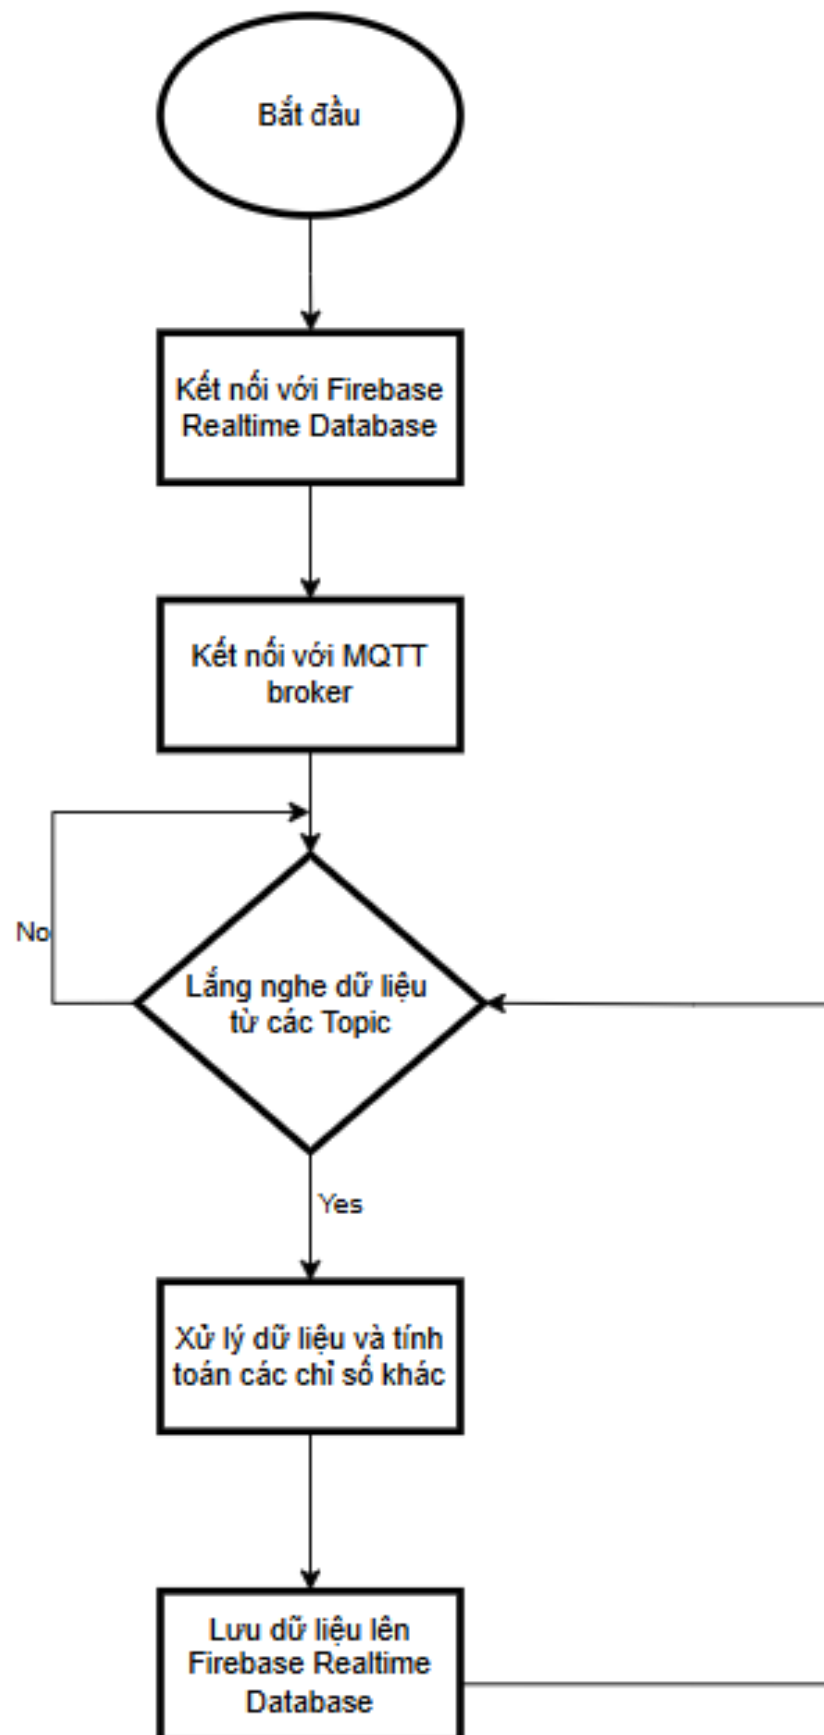 Bắt đầu
Kết nối với Firebase
Realtime Database
Kết nối với MQTT
broker
No
Lắng nghe dữ liệu
từ các Topic
Yes
Xử lý dữ liệu và tính
toán các chỉ số khác
Lưu dữ liệu lên
Firebase Realtime
Database